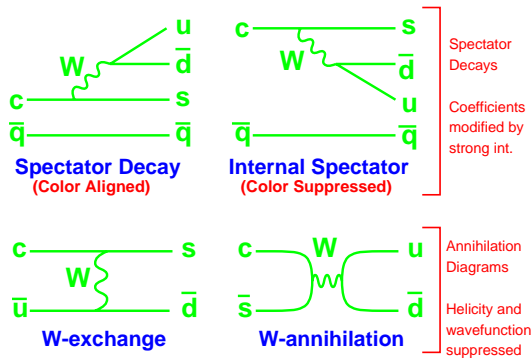 u
W
d̅
c
s
q̅
q̅
Spectator Decay
(Color Aligned)
c
s
W
d̅
u
q̅
q̅
Internal Spectator
(Color Suppressed)
Spectator
Decays
Coefficients
modified by
strong int.
c
s
W
u̅
d̅
W-exchange
c
W
u
s̅
d̅
W-annihilation
Annihilation
Diagrams
Helicity and
wavefunction
suppressed